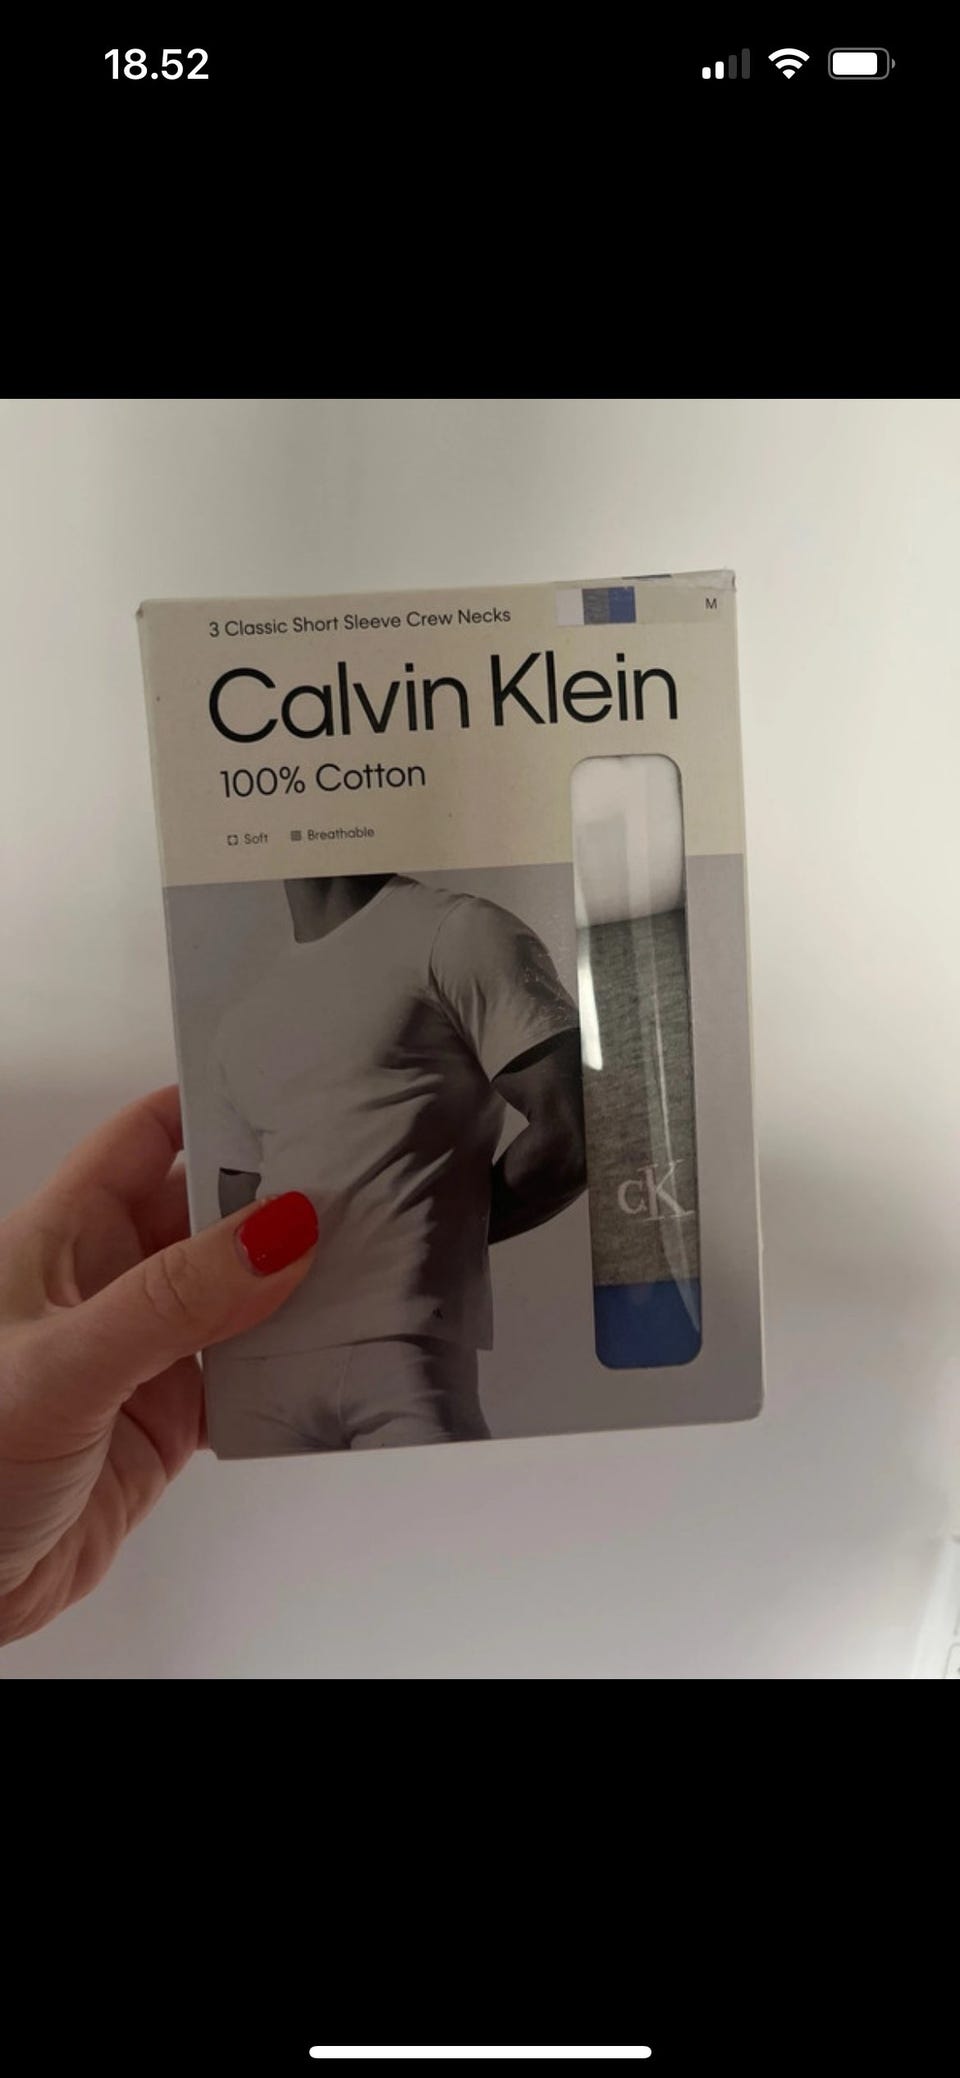 18.52
3 Classic Short Sleeve Crew Necks
M
Calvin Klein
100% Cotton
Soft Breathable
cK